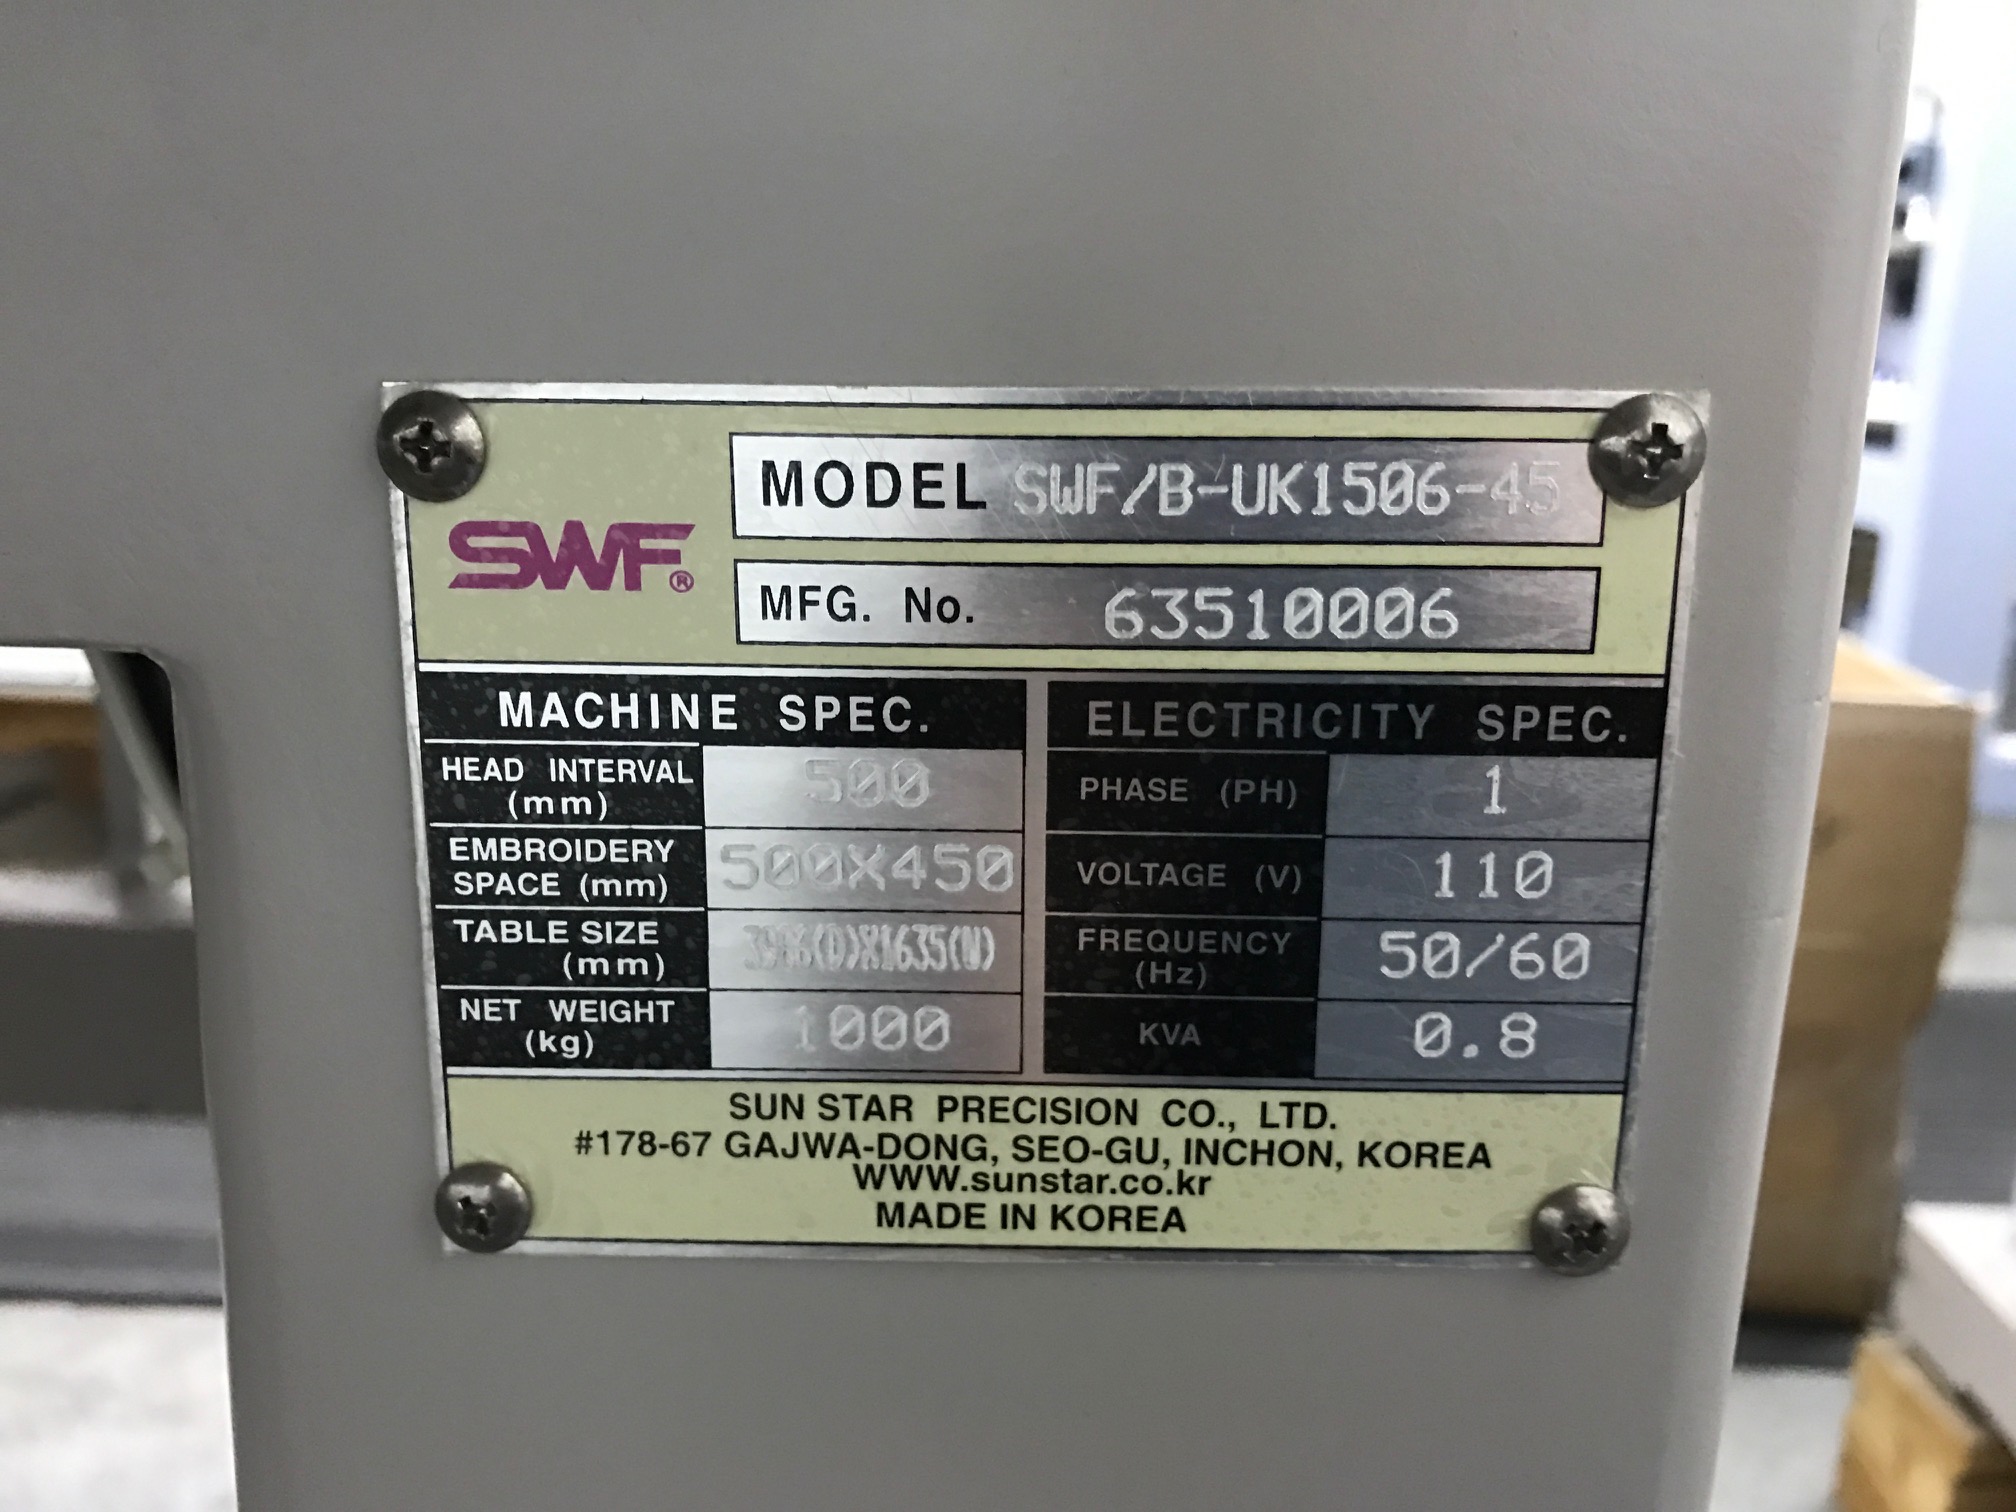 SWF®
MODEL SWF/B-UK1506-45
MFG. No. 63510006
MACHINE SPEC.
HEAD INTERVAL (mm) 500
EMBROIDERY SPACE (mm) 500X450
TABLE SIZE (mm)
NET WEIGHT (kg) 1000
ELECTRICITY SPEC.
PHASE (PH) 1
VOLTAGE (V) 110
FREQUENCY (Hz) 50/60
KVA 0.8
SUN STAR PRECISION CO., LTD.
#178-67 GAJWA-DONG, SEO-GU, INCHON, KOREA
WWW.sunstar.co.kr
MADE IN KOREA